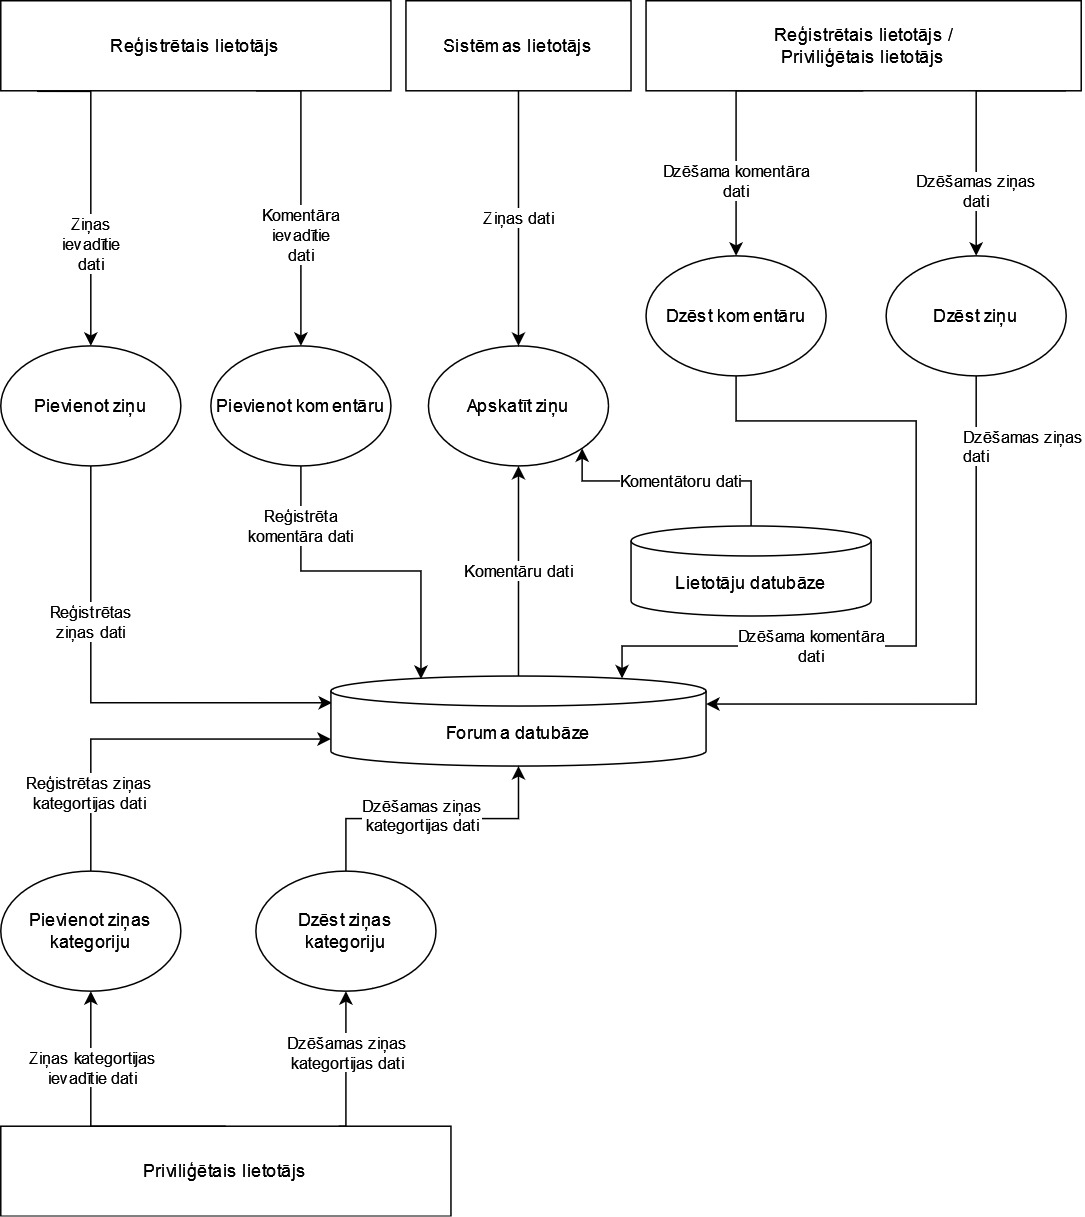 Reģistrētais lietotājs
Sistēmas lietotājs
Reģistrētais lietotājs /
Priviliģētais lietotājs
Dzēšama komentāra
dati
Dzēšamas ziņas
dati
Ziņas
ievadītie
dati
Komentāra
ievadītie
dati
Ziņas dati
Dzēst komentāru
Dzēst ziņu
Pievienot ziņu
Pievienot komentāru
Apskatīt ziņu
Dzēšamas ziņas
dati
Komentātoru dati
Reģistrēta
komentāra dati
Komentāru dati
Lietotāju datubāze
Reģistrētas
ziņas dati
Dzēšama komentāra
dati
Foruma datubāze
Reģistrētas ziņas
kategortijas dati
Dzēšamas ziņas
kategortijas dati
Pievienot ziņas
kategoriju
Dzēst ziņas
kategoriju
Ziņas kategortijas
ievadītie dati
Dzēšamas ziņas
kategortijas dati
Priviliģētais lietotājs